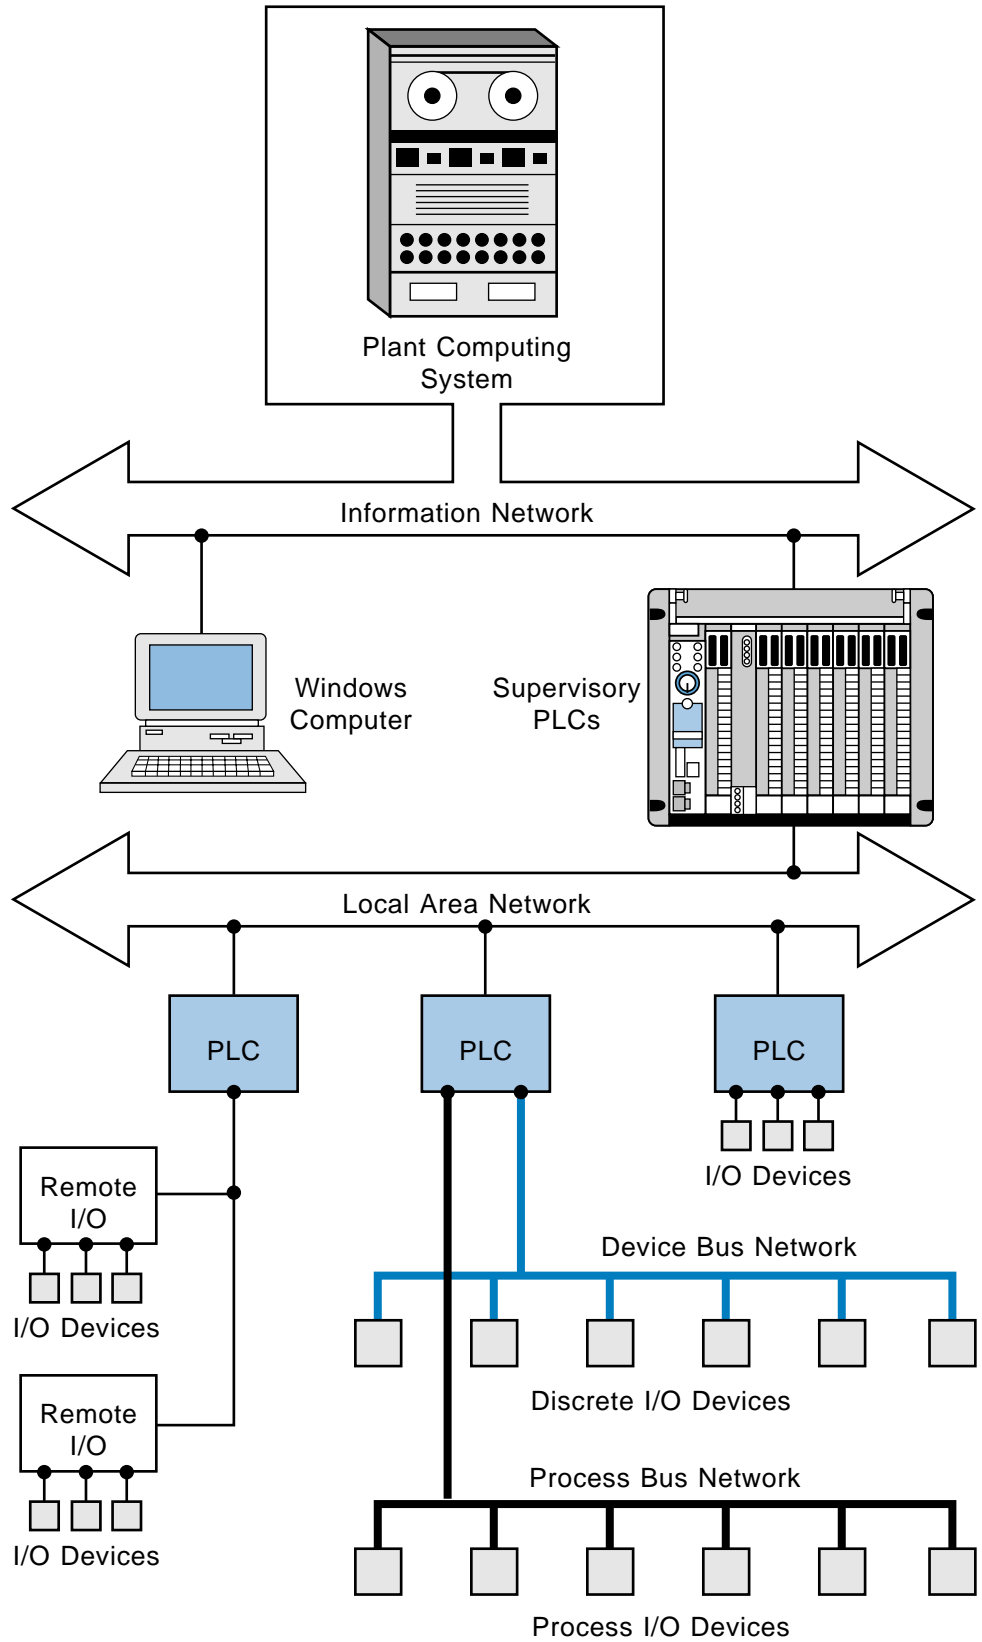 Plant Computing
System
Information Network
Windows
Computer
Supervisory
PLCs
Local Area Network
PLC
PLC
PLC
I/O Devices
Remote
I/O
I/O Devices
Device Bus Network
Discrete I/O Devices
Remote
I/O
I/O Devices
Process Bus Network
Process I/O Devices